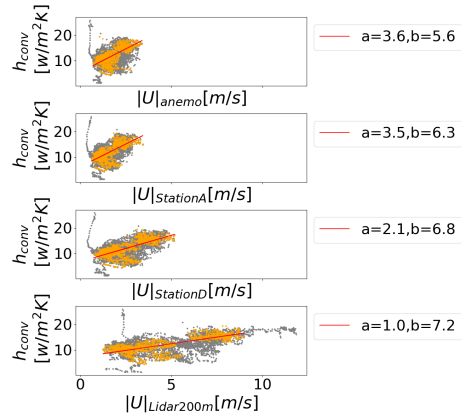 h_conv
[w/m²K]
20
10
a=3.6,b=5.6
|U|_anemo[m/s]
h_conv
[w/m²K]
20
10
a=3.5,b=6.3
|U|_StationA[m/s]
h_conv
[w/m²K]
20
10
a=2.1,b=6.8
|U|_StationD[m/s]
h_conv
[w/m²K]
20
10
a=1.0,b=7.2
0 5 10
|U|_Lidar200m[m/s]